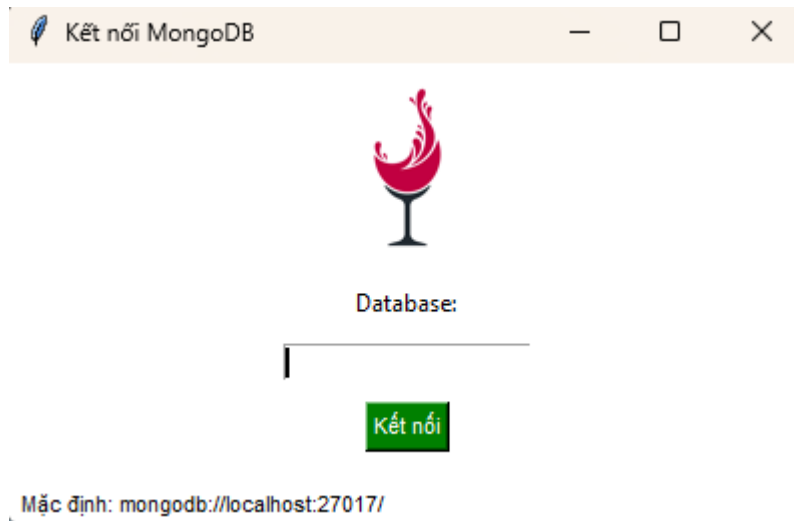 Kết nối MongoDB
Database:
Kết nối
Mặc định: mongodb://localhost:27017/